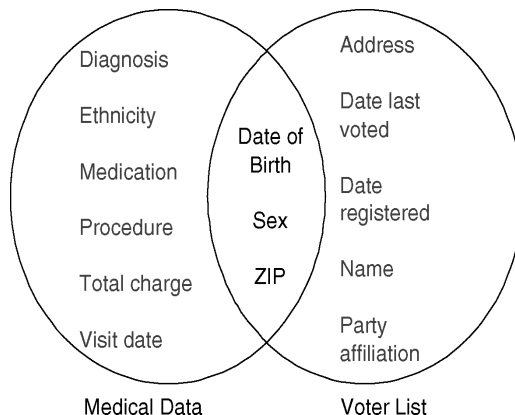 Diagnosis
Ethnicity
Medication
Procedure
Total charge
Visit date
Date of
Birth
Sex
ZIP
Address
Date last
voted
Date
registered
Name
Party
affiliation
Medical Data
Voter List